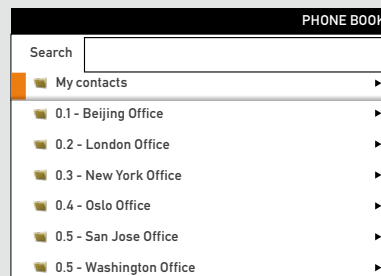 PHONE BOOK
Search
My contacts
0.1 - Beijing Office
0.2 - London Office
0.3 - New York Office
0.4 - Oslo Office
0.5 - San Jose Office
0.5 - Washington Office